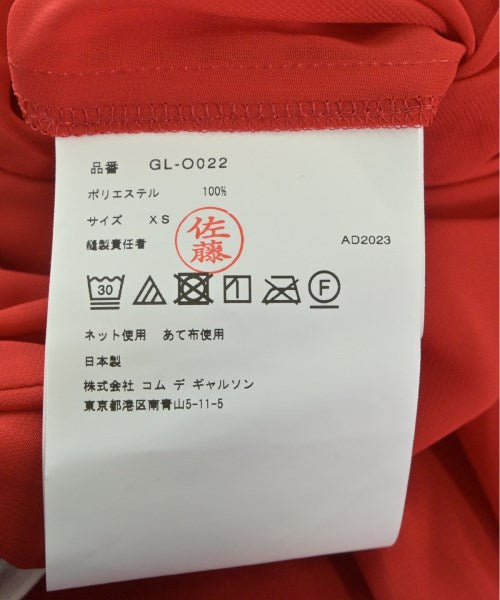 品番 GL-O022
ポリエステル 100%
サイズ XS
縫製責任者 佐藤 AD2023
30 F
ネット使用 あて布使用
日本製
株式会社 コム デ ギャルソン
東京都港区南青山5-11-5